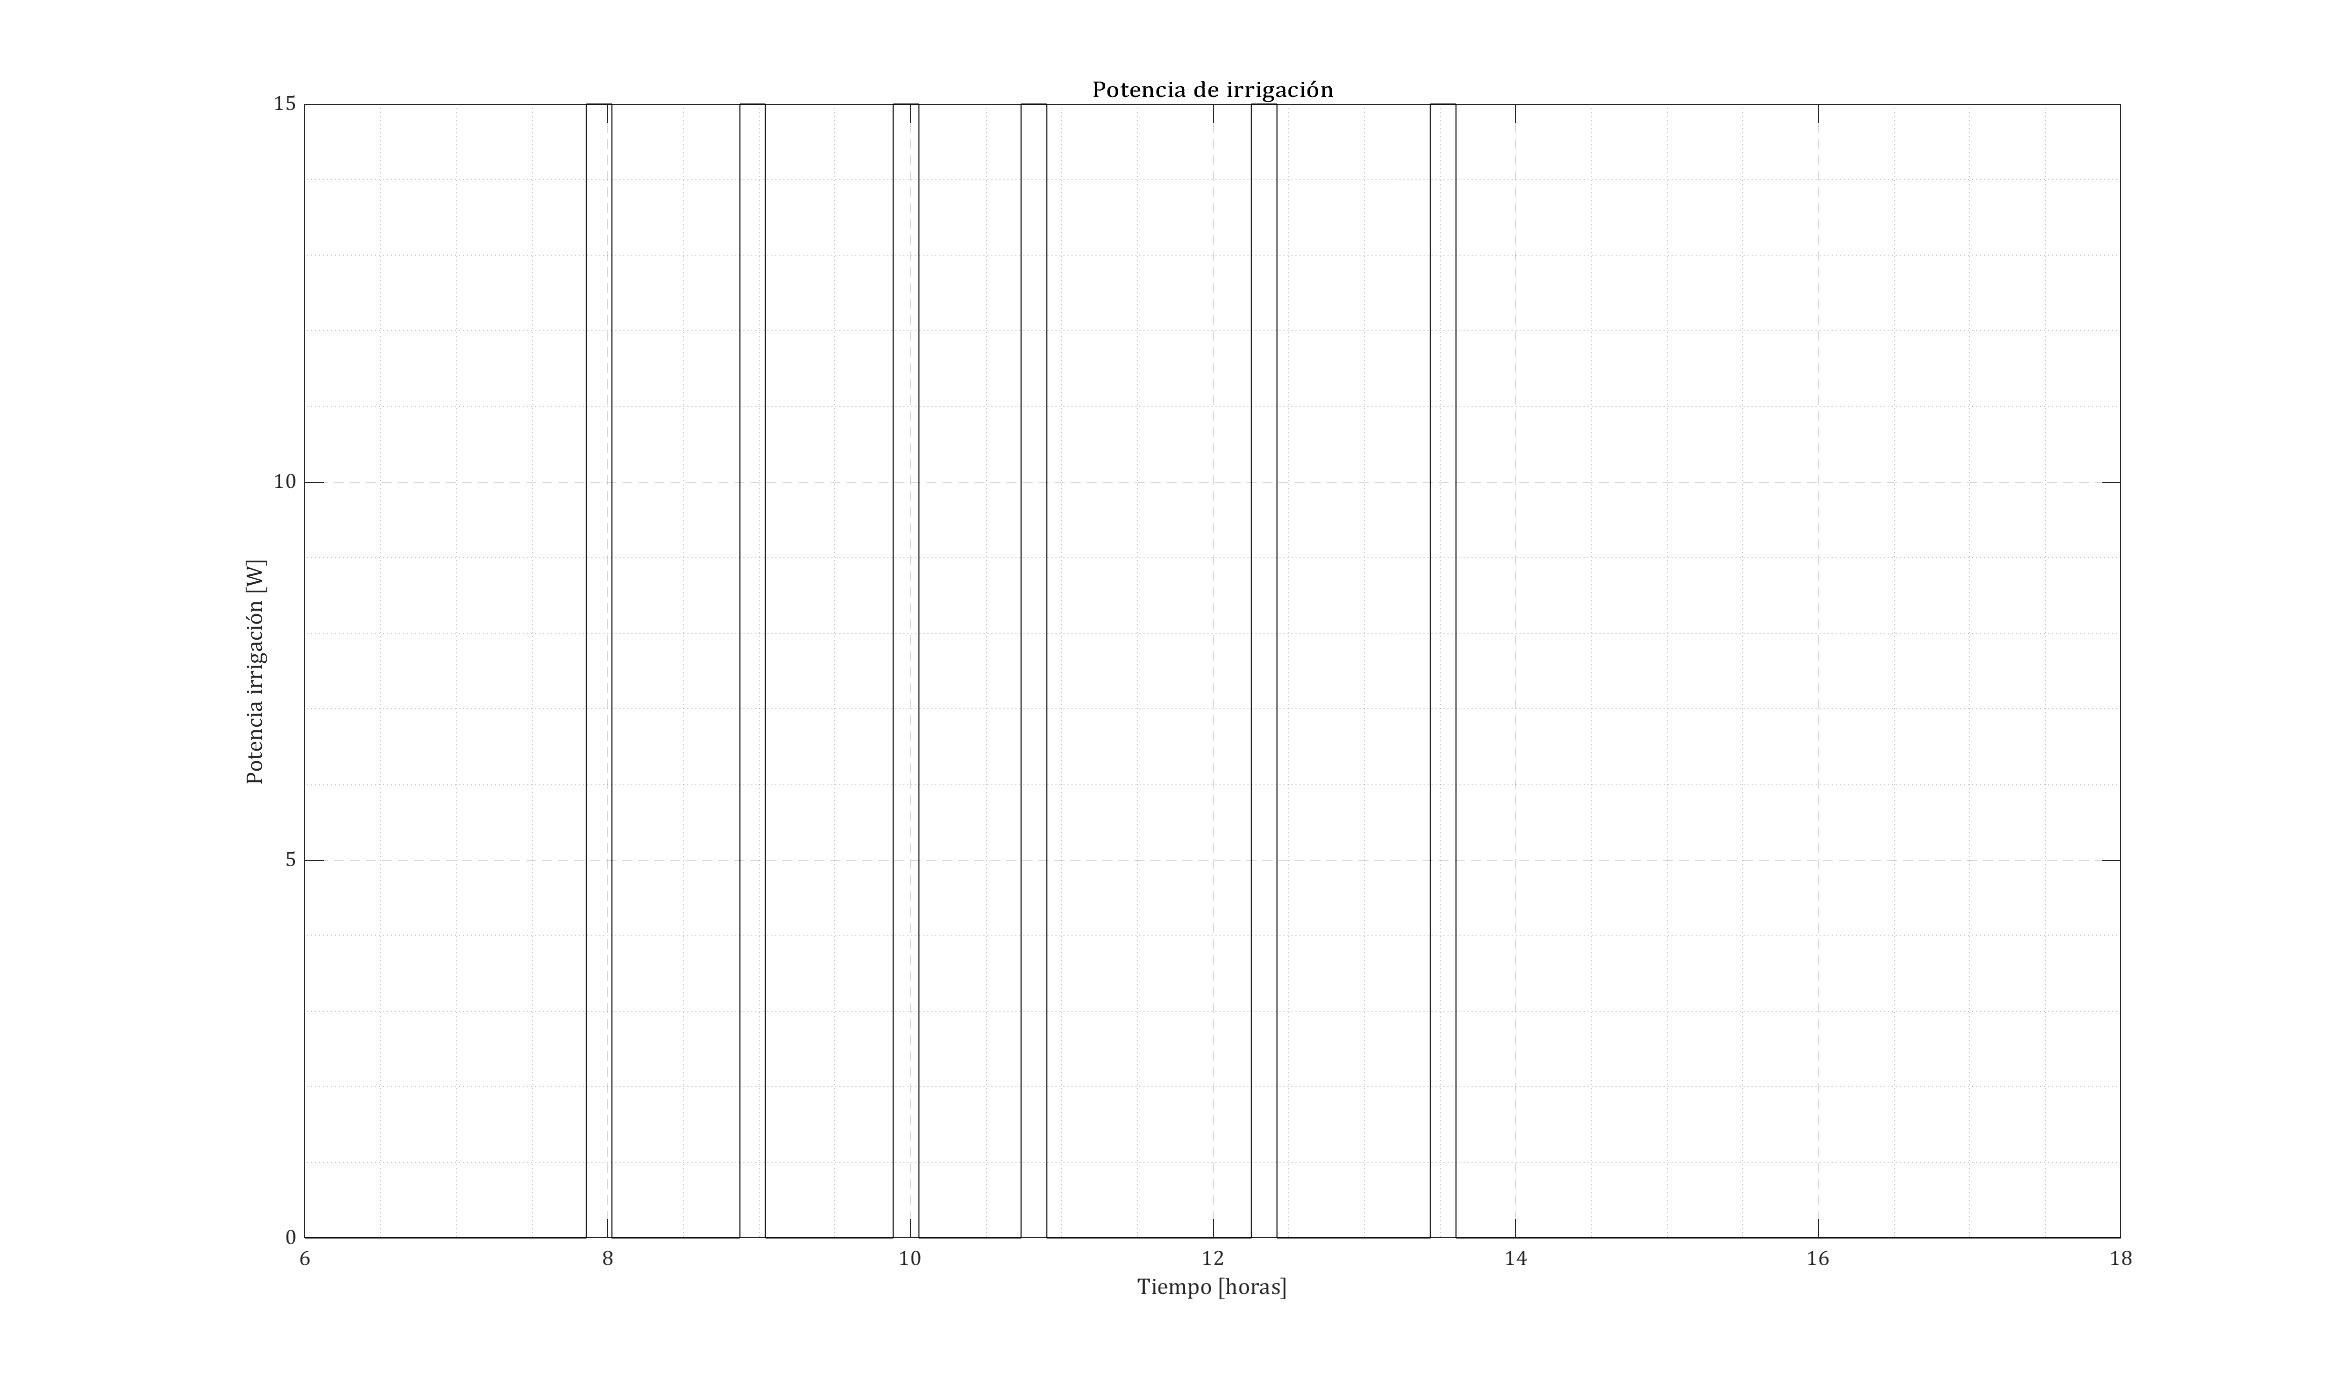 Potencia de irrigación
15
10
5
0
Potencia irrigación [W]
6 8 10 12 14 16 18
Tiempo [horas]